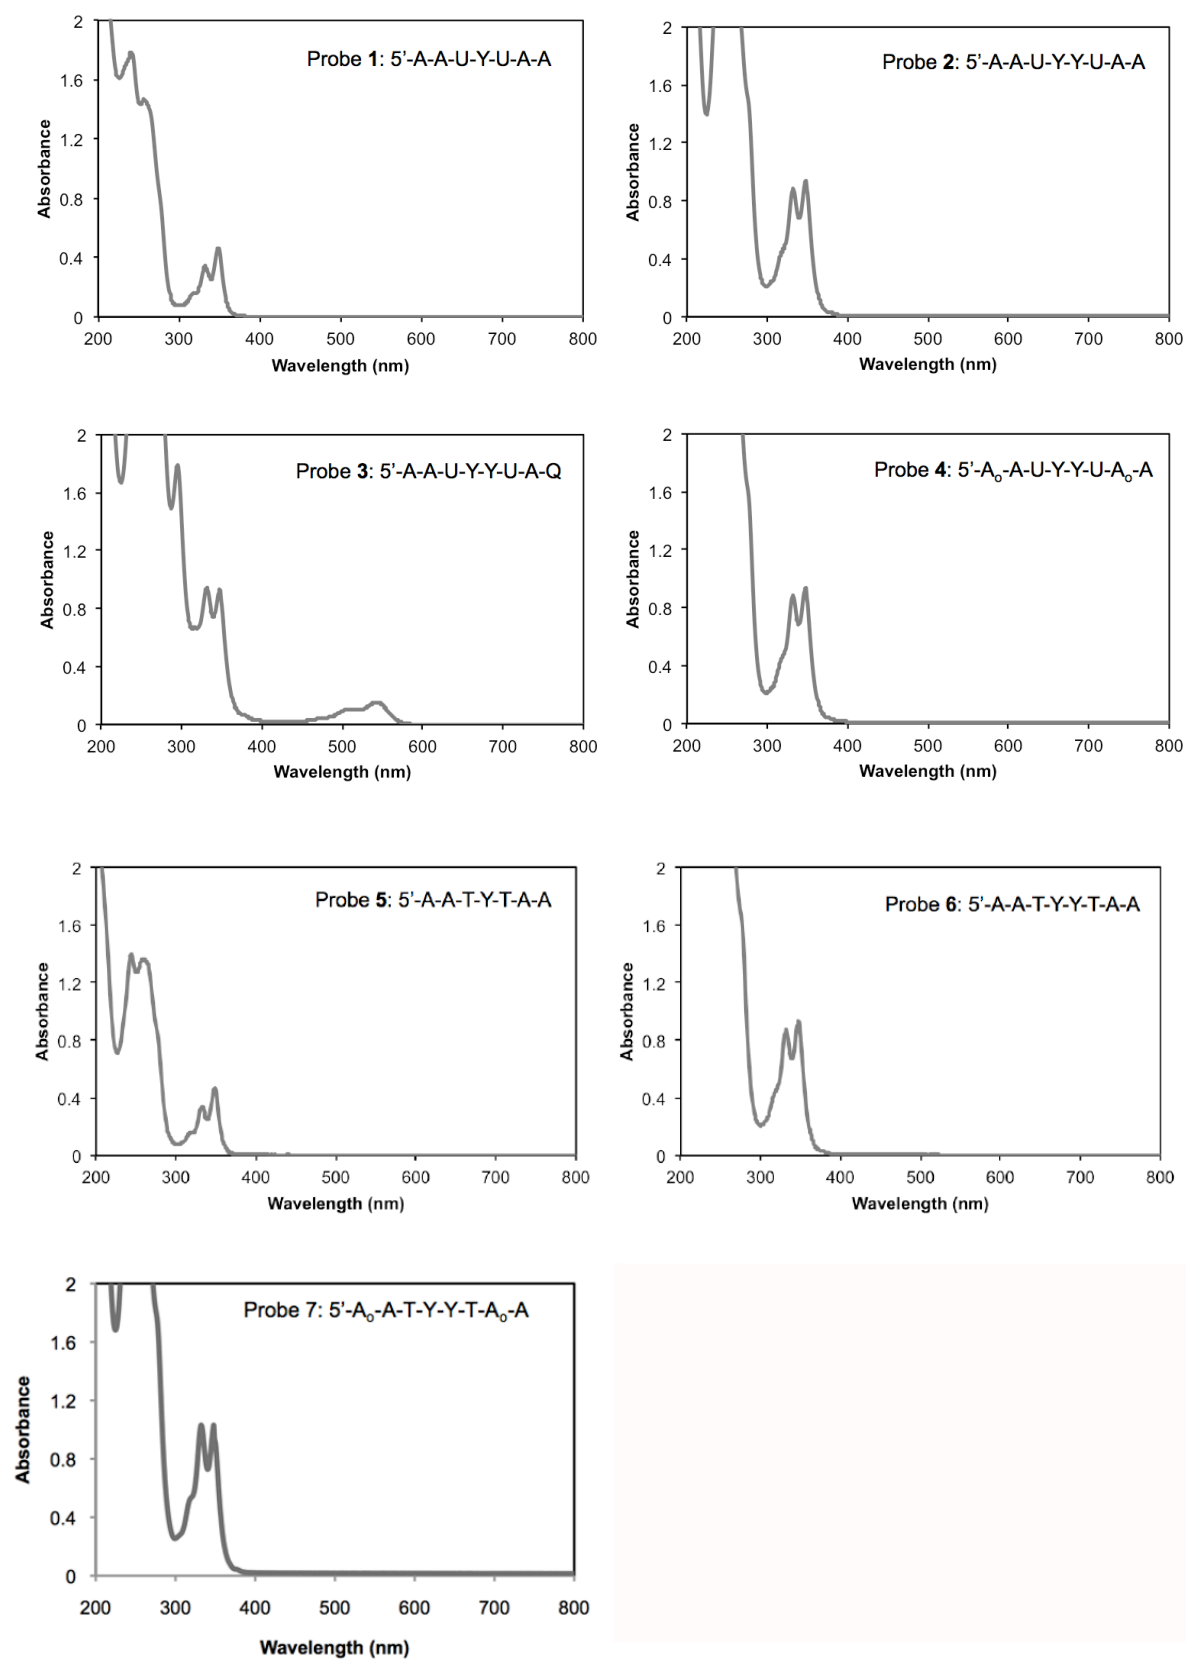 2
Probe 1: 5’-A-A-U-Y-U-A-A
1.6
1.2
0.8
0.4
0
Absorbance
200 300 400 500 600 700 800
Wavelength (nm)
2
Probe 2: 5’-A-A-U-Y-Y-U-A-A
1.6
1.2
0.8
0.4
0
Absorbance
200 300 400 500 600 700 800
Wavelength (nm)
2
Probe 3: 5’-A-A-U-Y-Y-U-A-Q
1.6
1.2
0.8
0.4
0
Absorbance
200 300 400 500 600 700 800
Wavelength (nm)
2
Probe 4: 5’-Aₒ-A-U-Y-Y-U-Aₒ-A
1.6
1.2
0.8
0.4
0
Absorbance
200 300 400 500 600 700 800
Wavelength (nm)
2
Probe 5: 5’-A-A-T-Y-T-A-A
1.6
1.2
0.8
0.4
0
Absorbance
200 300 400 500 600 700 800
Wavelength (nm)
2
Probe 6: 5’-A-A-T-Y-Y-T-A-A
1.6
1.2
0.8
0.4
0
Absorbance
200 300 400 500 600 700 800
Wavelength (nm)
2
Probe 7: 5’-Aₒ-A-T-Y-Y-T-Aₒ-A
1.6
1.2
0.8
0.4
0
Absorbance
200 300 400 500 600 700 800
Wavelength (nm)